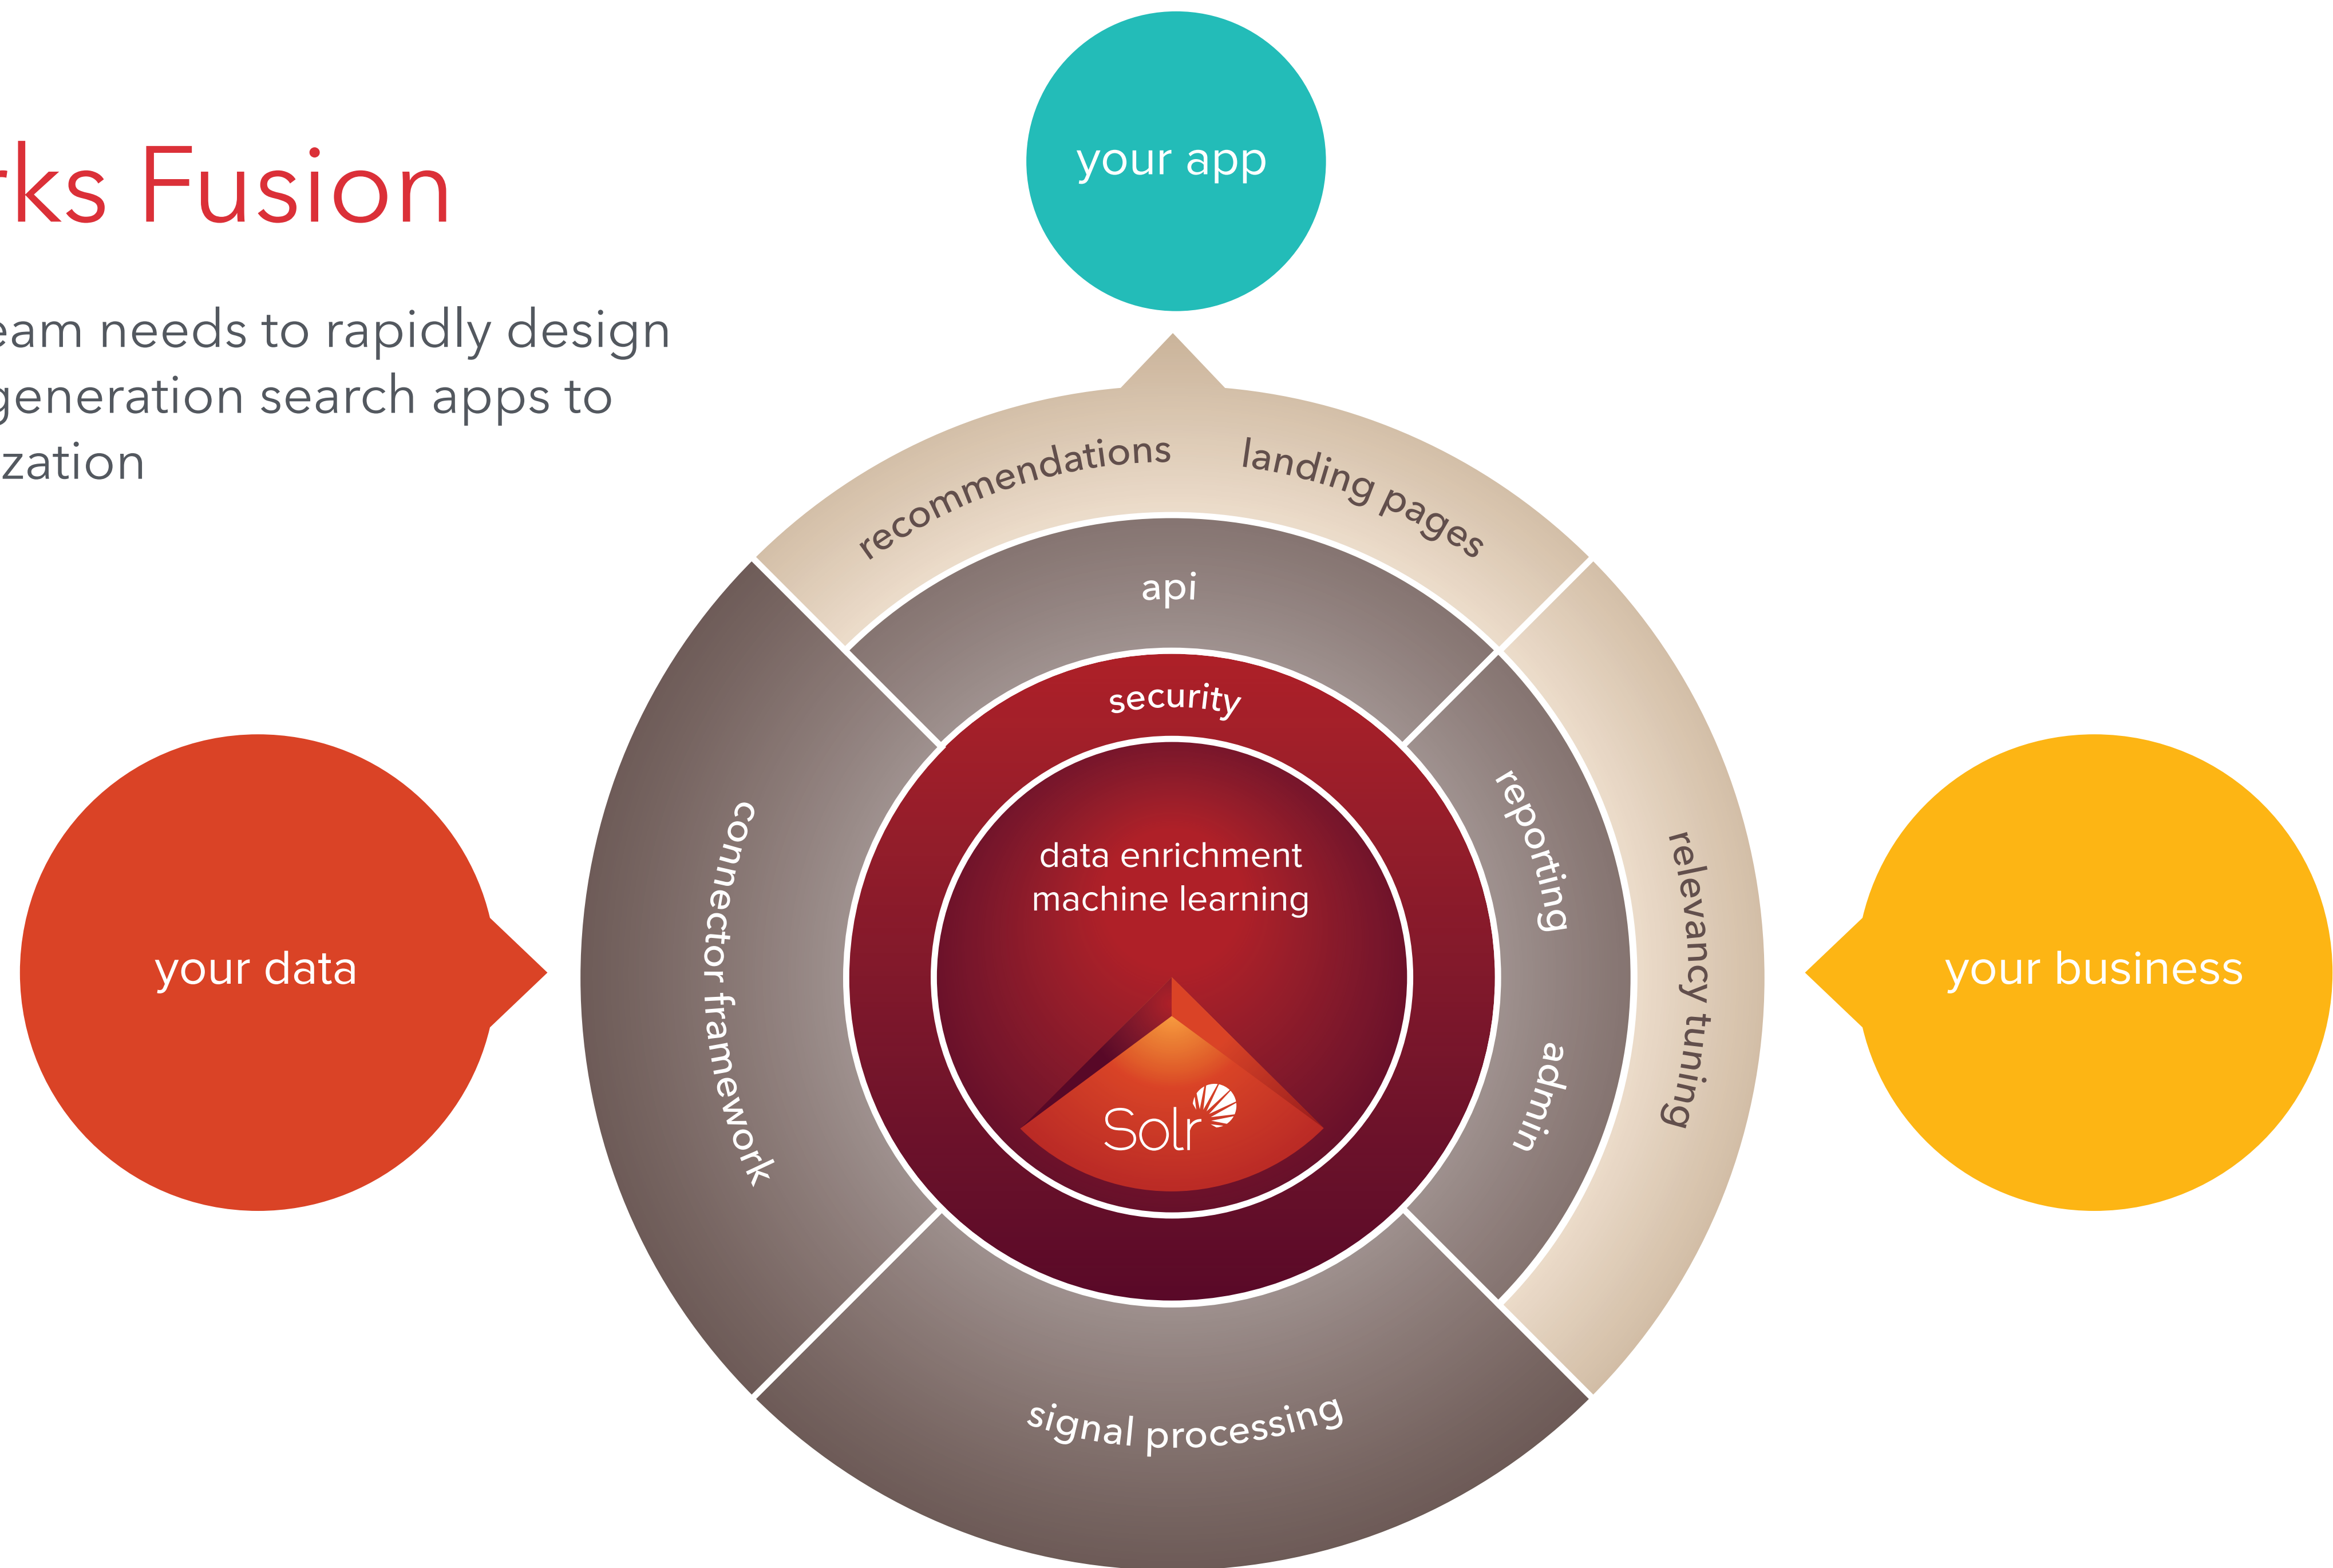 rks Fusion
eam needs to rapidly design
generation search apps to
zation
your app
recommendations
landing pages
api
security
data enrichment
machine learning
Solr
reporting
admin
relevancy tuning
connector framework
signal processing
your data
your business